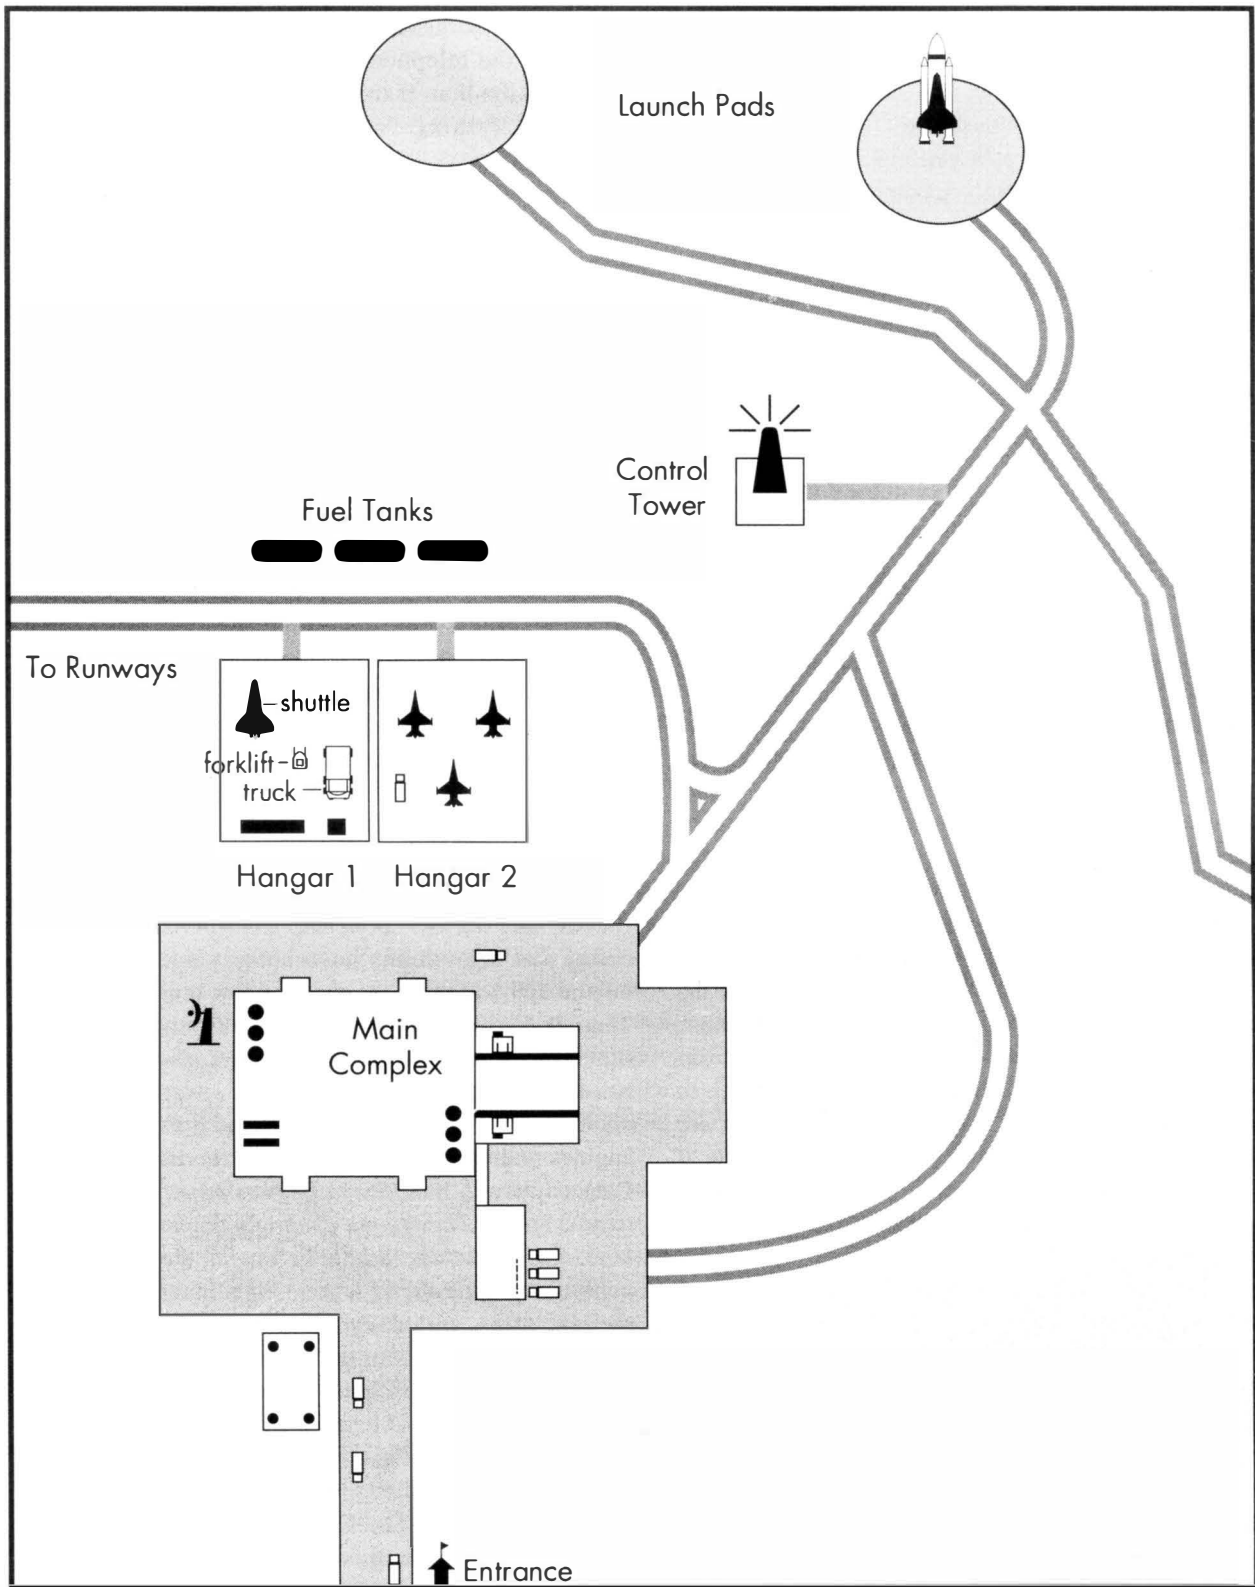 Launch Pads
Control
Tower
Fuel Tanks
To Runways
shuttle
forklift
truck
Hangar 1
Hangar 2
Main
Complex
Entrance